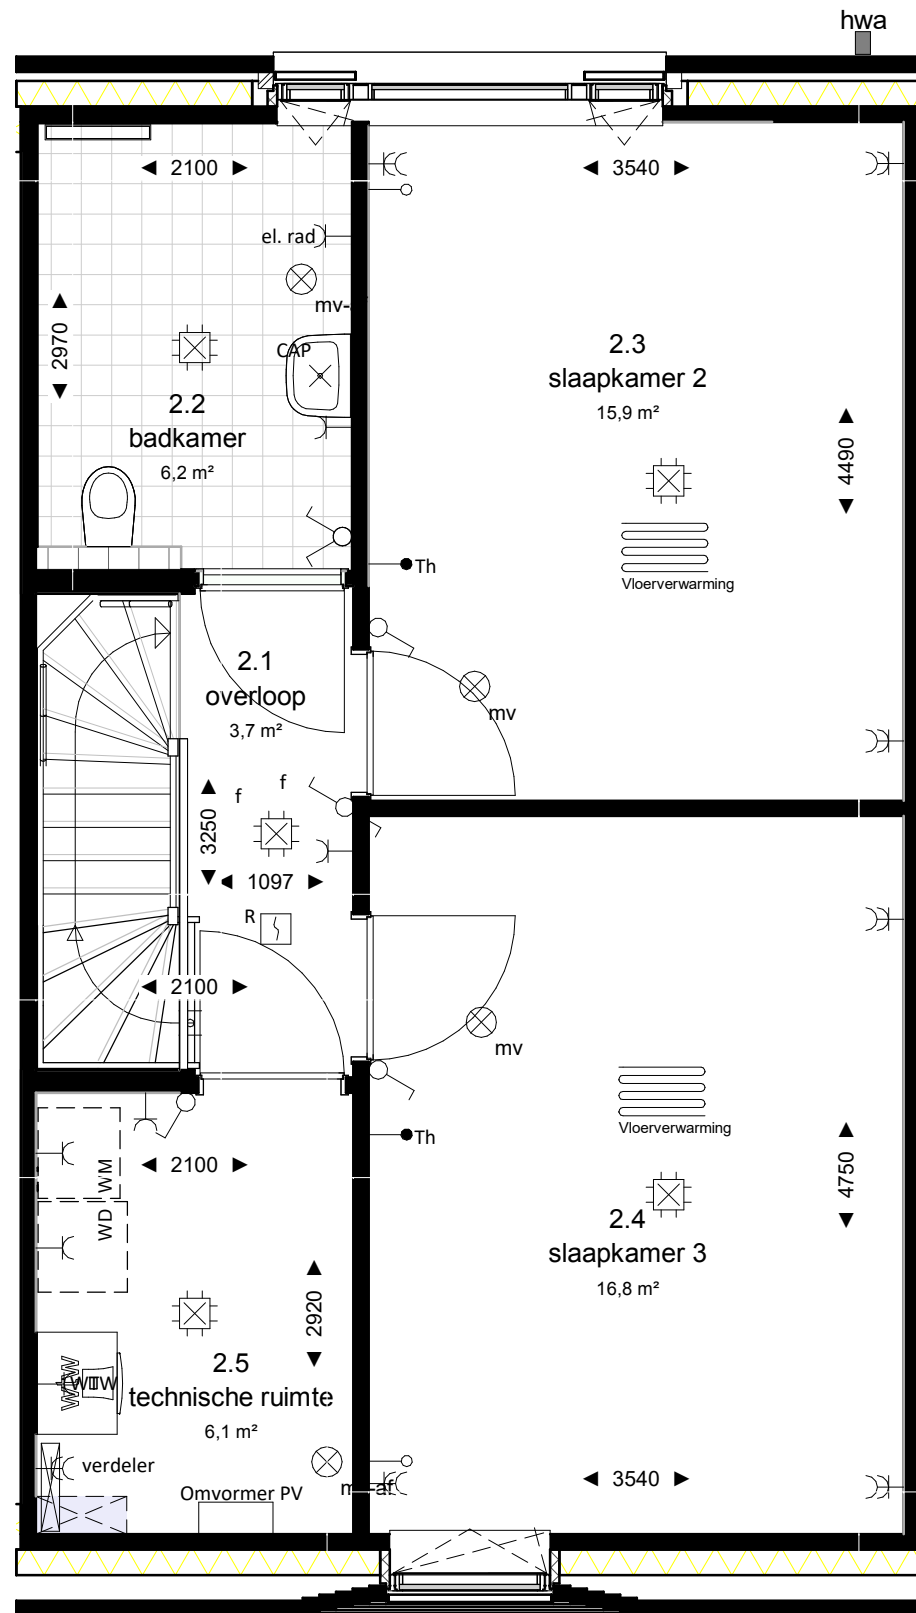 hwa
2100
3540
el. rad
mv-
2970
CAP
2.2
badkamer
6,2 m²
2.3
slaapkamer 2
15,9 m²
4490
Th
Vloerverwarming
2.1
overloop
3,7 m²
mv
f
f
3250
1097
R
2100
mv
Th
Vloerverwarming
WM
WD
2100
4750
2.4
slaapkamer 3
16,8 m²
2920
2.5
technische ruimte
6,1 m²
verdeler
Omvormer PV
3540